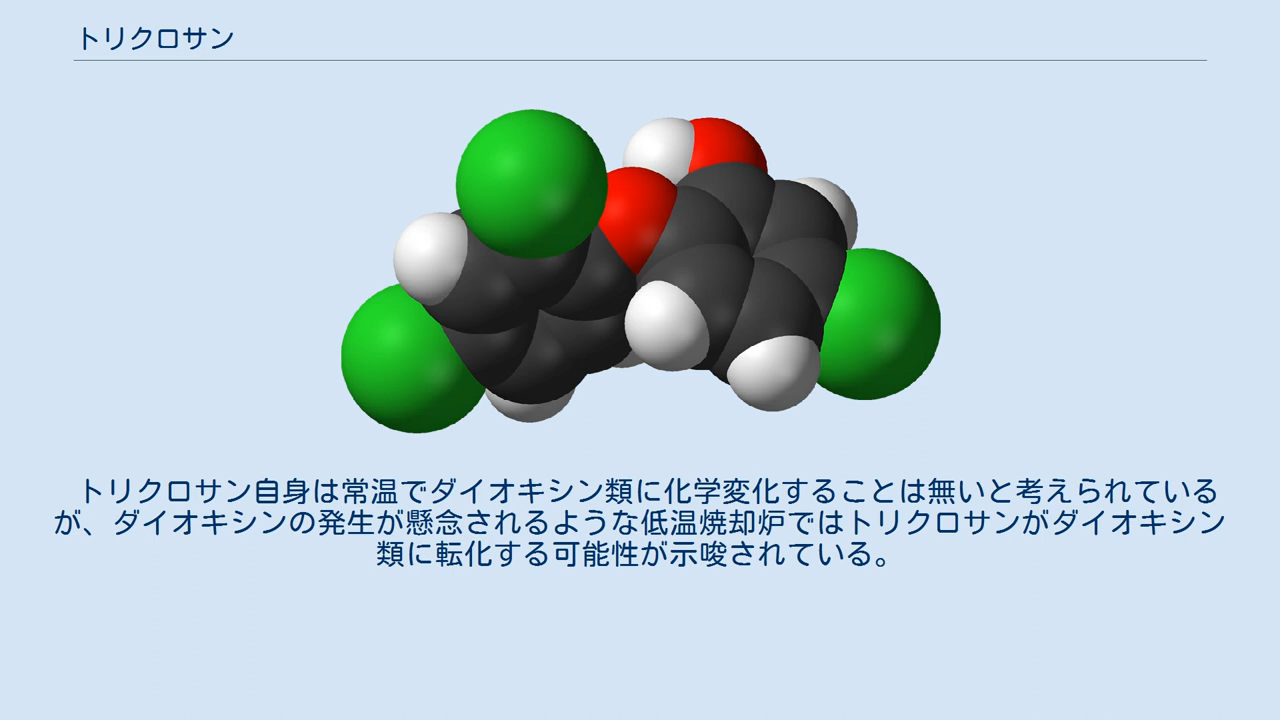 トリクロサン
トリクロサン自身は常温でダイオキシン類に化学変化することは無いと考えられている
が、ダイオキシンの発生が懸念されるような低温焼却炉ではトリクロサンがダイオキシン
類に転化する可能性が示唆されている。